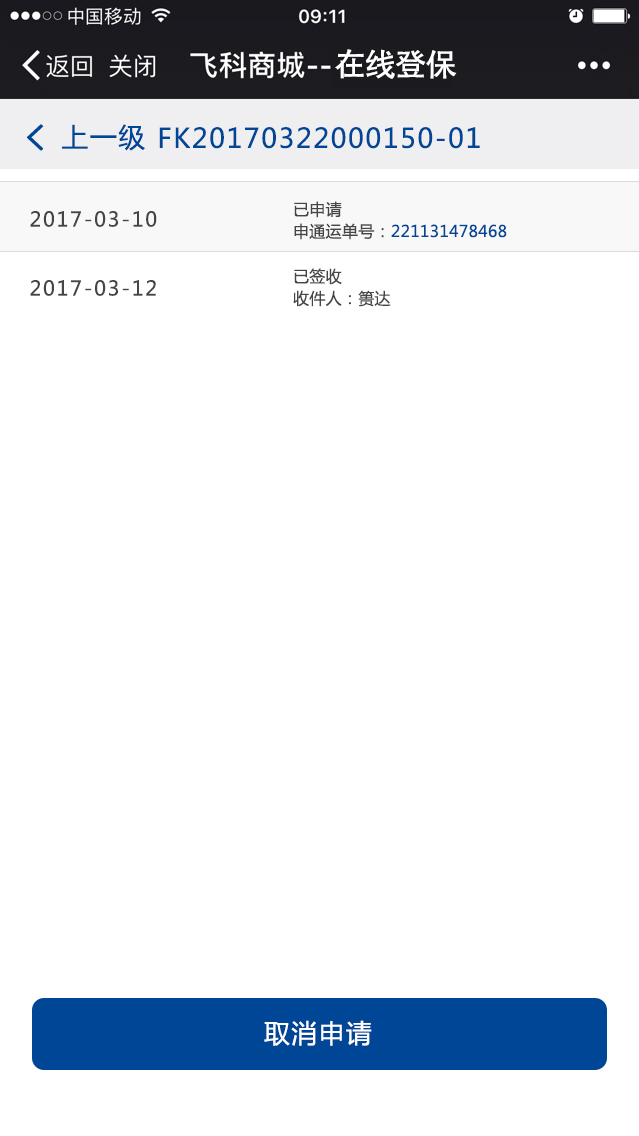 中国移动 09:11
返回 关闭 飞科商城--在线登保
上一级 FK20170322000150-01
2017-03-10
已申请
申通运单号：221131478468
2017-03-12
已签收
收件人：篑达
取消申请